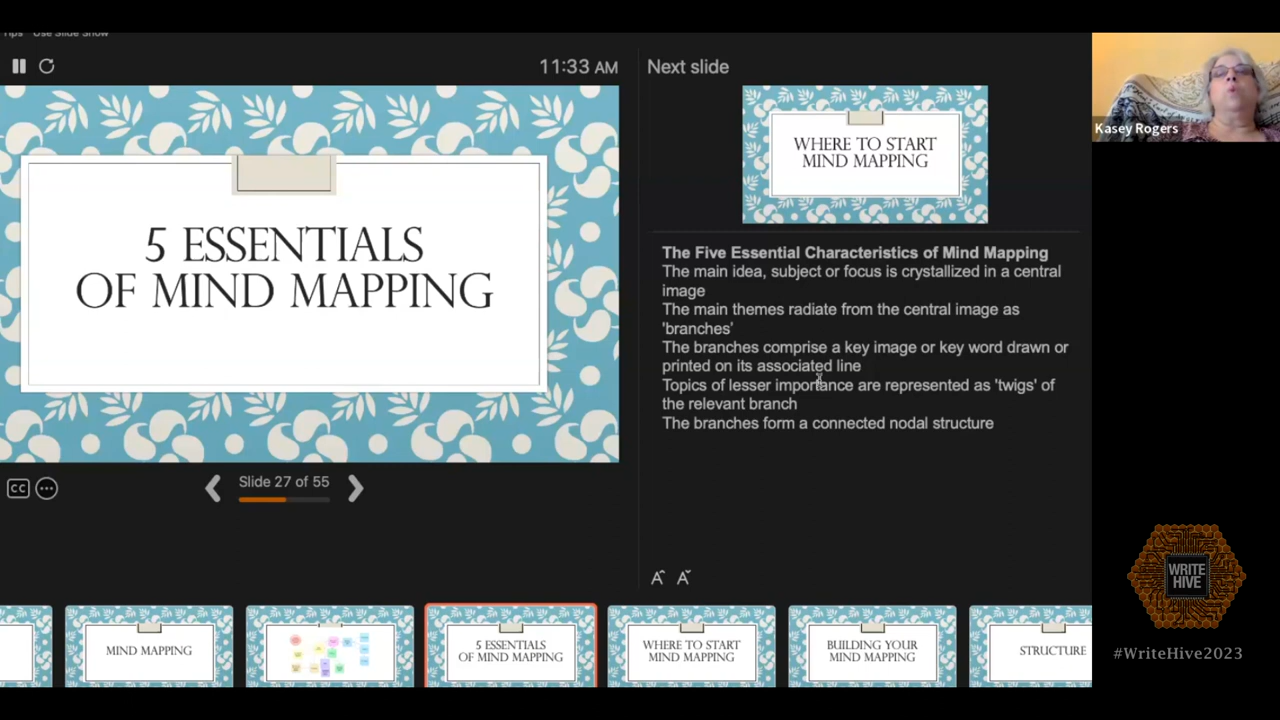 Tips Use Slide Show
11:33 AM
Next slide
5 ESSENTIALS
OF MIND MAPPING
WHERE TO START
MIND MAPPING
Kasey Rogers
The Five Essential Characteristics of Mind Mapping
The main idea, subject or focus is crystallized in a central
image
The main themes radiate from the central image as
'branches'
The branches comprise a key image or key word drawn or
printed on its associated line
Topics of lesser importance are represented as 'twigs' of
the relevant branch
The branches form a connected nodal structure
CC
Slide 27 of 55
A A
MIND MAPPING
5 ESSENTIALS
OF MIND MAPPING
WHERE TO START
MIND MAPPING
BUILDING YOUR
MIND MAPPING
STRUCTURE
WRITE
HIVE
#WriteHive2023